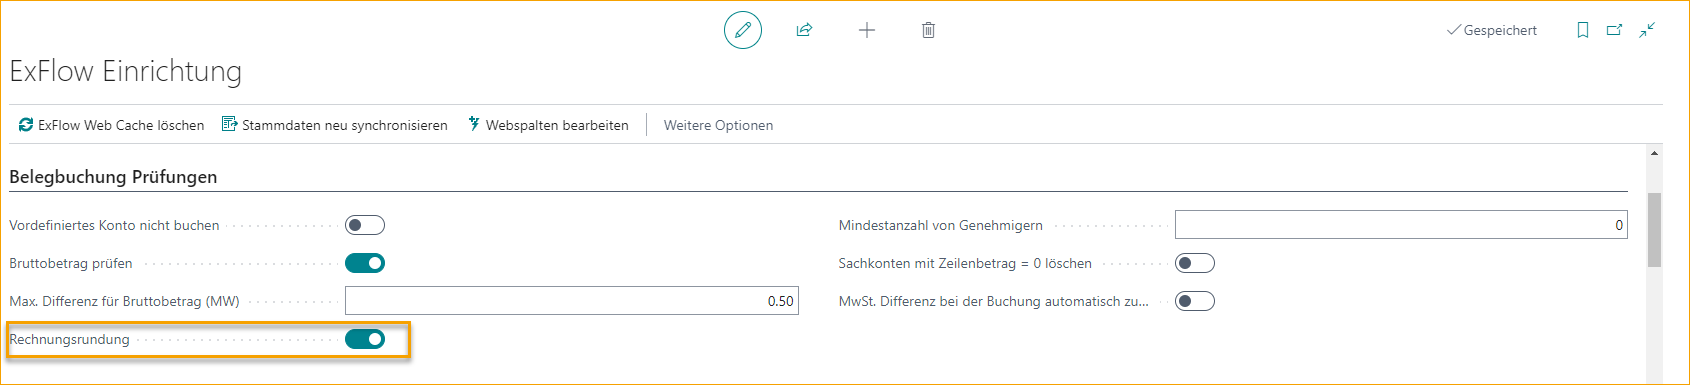 Gespeichert
ExFlow Einrichtung
ExFlow Web Cache löschen Stammdaten neu synchronisieren Webspalten bearbeiten Weitere Optionen
Belegbuchung Prüfungen
Vordefiniertes Konto nicht buchen Mindestanzahl von Genehmigern 0
Bruttobetrag prüfen Sachkonten mit Zeilenbetrag = 0 löschen
Max. Differenz für Bruttobetrag (MW) 0.50 MwSt. Differenz bei der Buchung automatisch zu...
Rechnungsrundung